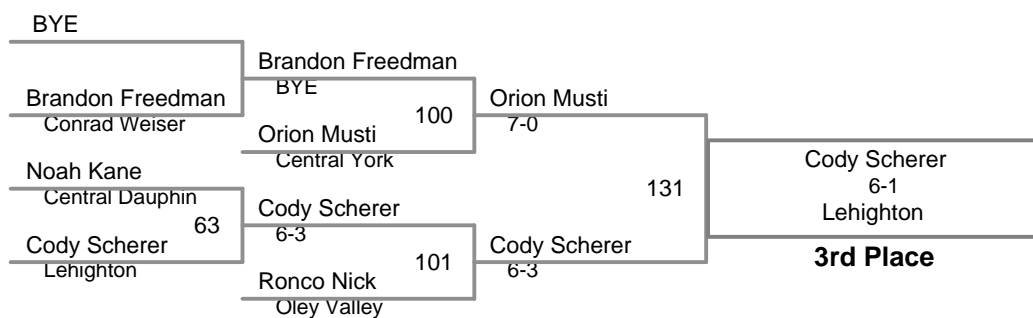 BYE
Brandon Freedman
BYE
Brandon Freedman
Conrad Weiser
100
Orion Musti
7-0
Orion Musti
Central York
Noah Kane
Central Dauphin
131
Cody Scherer
6-1
Lehighton
3rd Place
63
Cody Scherer
6-3
Cody Scherer
Lehighton
101
Cody Scherer
6-3
Ronco Nick
Oley Valley